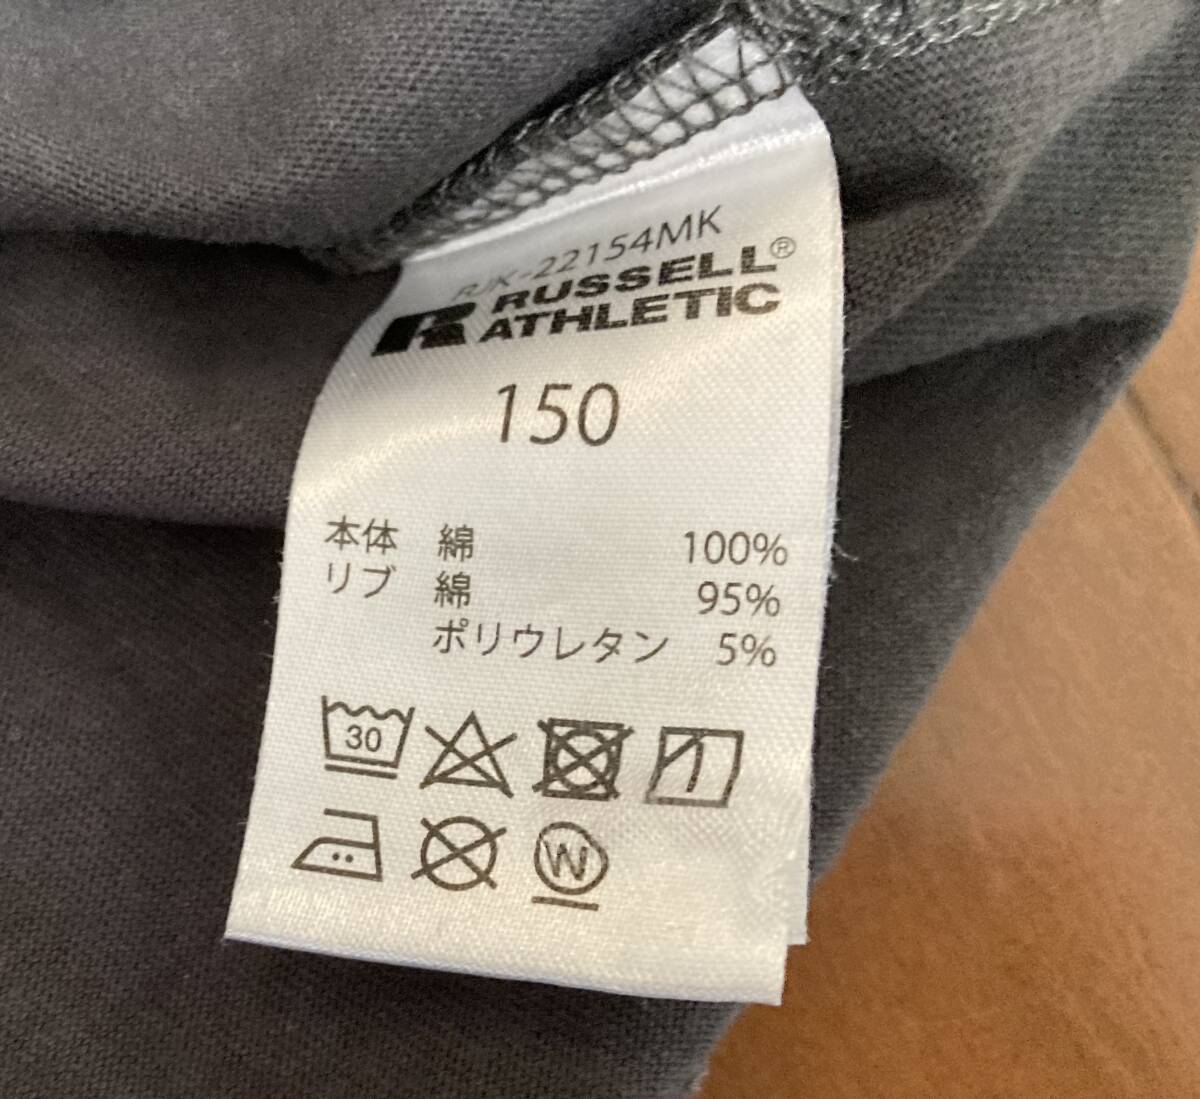 RJK-22154MK
RUSSELL®
ATHLETIC
150
本体 綿 100%
リブ 綿 95%
ポリウレタン 5%
30
W